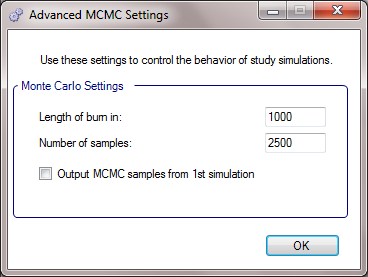 Advanced MCMC Settings
Use these settings to control the behavior of study simulations.
Monte Carlo Settings
Length of burn in: 1000
Number of samples: 2500
Output MCMC samples from 1st simulation
OK